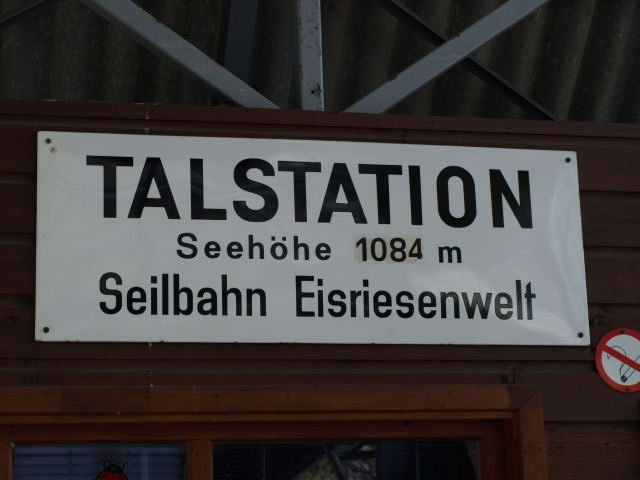 TALSTATION
Seehöhe 1084 m
Seilbahn Eisriesenwelt